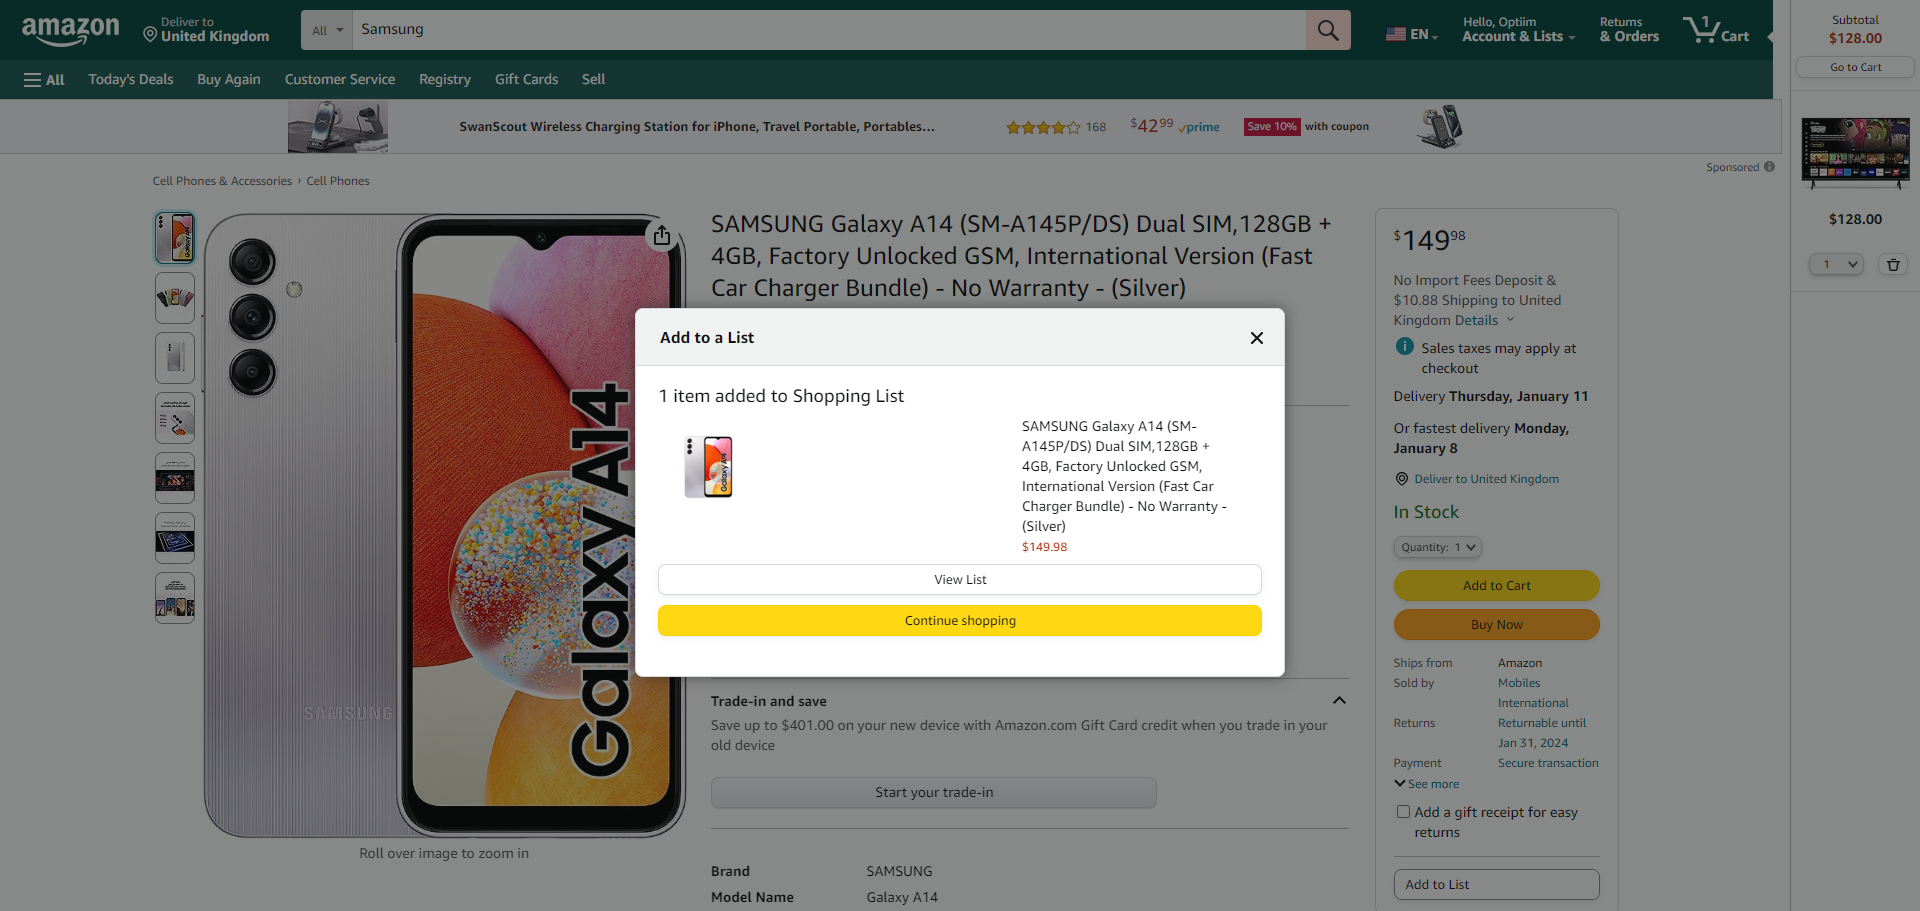 amazon
Deliver to
United Kingdom
All
Samsung
EN
Hello, Optiim
Account & Lists
Returns
& Orders
1
Cart
Subtotal
$128.00
Go to Cart
All
Today's Deals
Buy Again
Customer Service
Registry
Gift Cards
Sell
SwanScout Wireless Charging Station for iPhone, Travel Portable, Portables...
168
$42 99
prime
Save 10% with coupon
Sponsored
$128.00
1
Cell Phones & Accessories › Cell Phones
SAMSUNG
Galaxy A14
Roll over image to zoom in
SAMSUNG Galaxy A14 (SM-A145P/DS) Dual SIM,128GB +
4GB, Factory Unlocked GSM, International Version (Fast
Car Charger Bundle) - No Warranty - (Silver)
Add to a List
1 item added to Shopping List
Galaxy A14
SAMSUNG Galaxy A14 (SM-
A145P/DS) Dual SIM,128GB +
4GB, Factory Unlocked GSM,
International Version (Fast Car
Charger Bundle) - No Warranty -
(Silver)
$149.98
View List
Continue shopping
Trade-in and save
Save up to $401.00 on your new device with Amazon.com Gift Card credit when you trade in your
old device
Start your trade-in
Brand SAMSUNG
Model Name Galaxy A14
$149 98
No Import Fees Deposit &
$10.88 Shipping to United
Kingdom Details
Sales taxes may apply at
checkout
Delivery Thursday, January 11
Or fastest delivery Monday,
January 8
Deliver to United Kingdom
In Stock
Quantity: 1
Add to Cart
Buy Now
Ships from Amazon
Sold by Mobiles
International
Returns Returnable until
Jan 31, 2024
Payment Secure transaction
See more
Add a gift receipt for easy
returns
Add to List